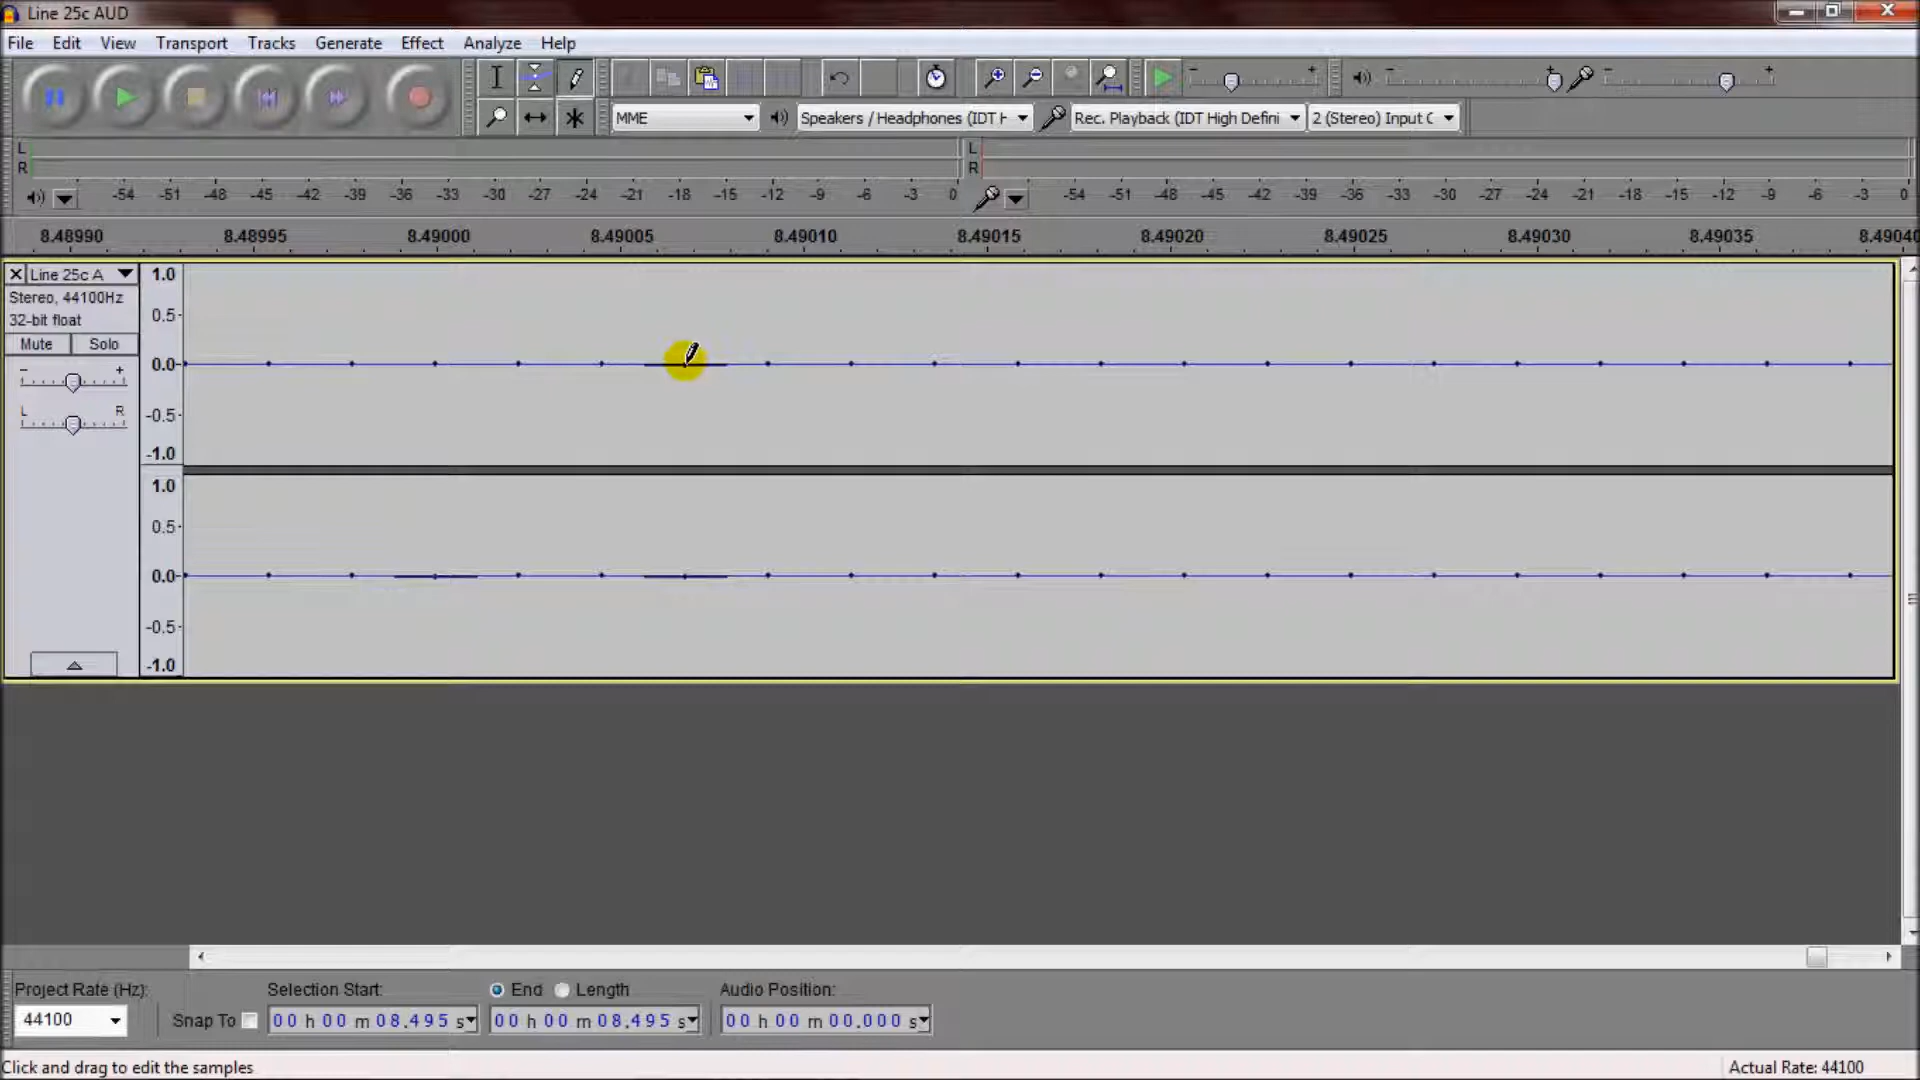 Line 25c AUD
File Edit View Transport Tracks Generate Effect Analyze Help
MME Speakers / Headphones (IDT H Rec. Playback (IDT High Defini 2 (Stereo) Input C
L L
R R
-54 -51 -48 -45 -42 -39 -36 -33 -30 -27 -24 -21 -18 -15 -12 -9 -6 -3 0 -54 -51 -48 -45 -42 -39 -36 -33 -30 -27 -24 -21 -18 -15 -12 -9 -6 -3 0
8.48990 8.48995 8.49000 8.49005 8.49010 8.49015 8.49020 8.49025 8.49030 8.49035 8.49040
Line 25c A 1.0
Stereo, 44100Hz
0.5
32-bit float
Mute Solo
0.0
- +
L R
-0.5
-1.0
1.0
0.5
0.0
-0.5
-1.0
Project Rate (Hz): Selection Start: End Length Audio Position:
44100 Snap To 00 h 00 m 08.495 s 00 h 00 m 08.495 s 00 h 00 m 00.000 s
Click and drag to edit the samples Actual Rate: 44100